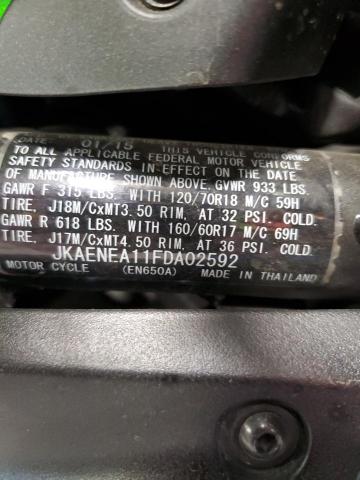 DATE: 01/15 THIS VEHICLE CONFORMS
TO ALL APPLICABLE FEDERAL MOTOR VEHICLE
SAFETY STANDARDS IN EFFECT ON THE DATE
OF MANUFACTURE SHOWN ABOVE. GVWR 933 LBS.
GAWR F 315 LBS. WITH 120/70R18 M/C 59H
TIRE, J18M/CxMT3.50 RIM, AT 32 PSI. COLD.
GAWR R 618 LBS. WITH 160/60R17 M/C 69H
TIRE, J17M/CxMT4.50 RIM, AT 36 PSI. COLD.
JKAENEA11FDA02592
MOTOR CYCLE (EN650A) MADE IN THAILAND